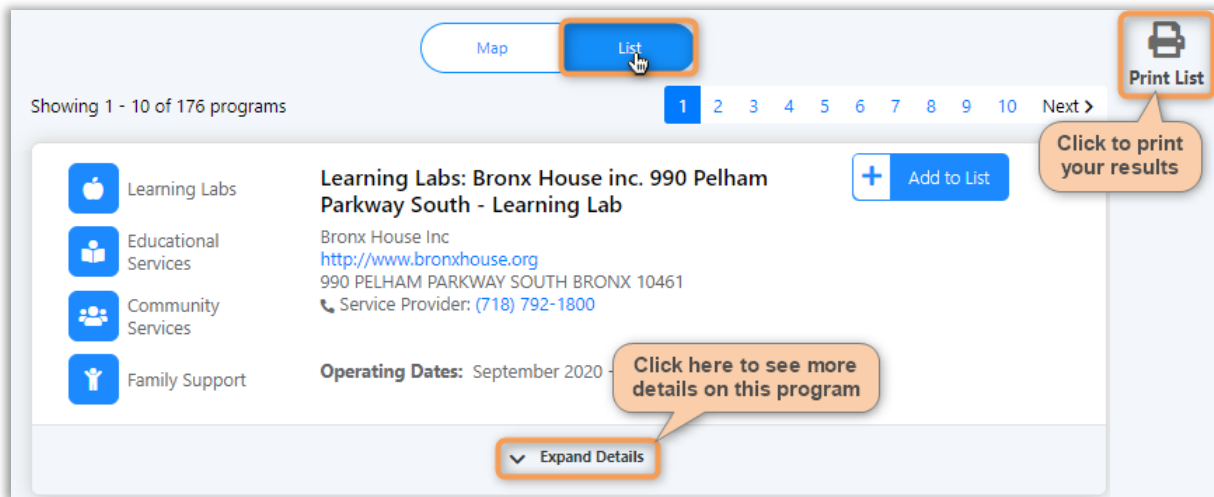 Map
List
Print List
Showing 1 - 10 of 176 programs
1 2 3 4 5 6 7 8 9 10 Next >
Click to print
your results
Learning Labs
Educational
Services
Community
Services
Family Support
Learning Labs: Bronx House inc. 990 Pelham
Parkway South - Learning Lab
+ Add to List
Bronx House Inc
http://www.bronxhouse.org
990 PELHAM PARKWAY SOUTH BRONX 10461
Service Provider: (718) 792-1800
Operating Dates: September 2020 -
Click here to see more
details on this program
Expand Details